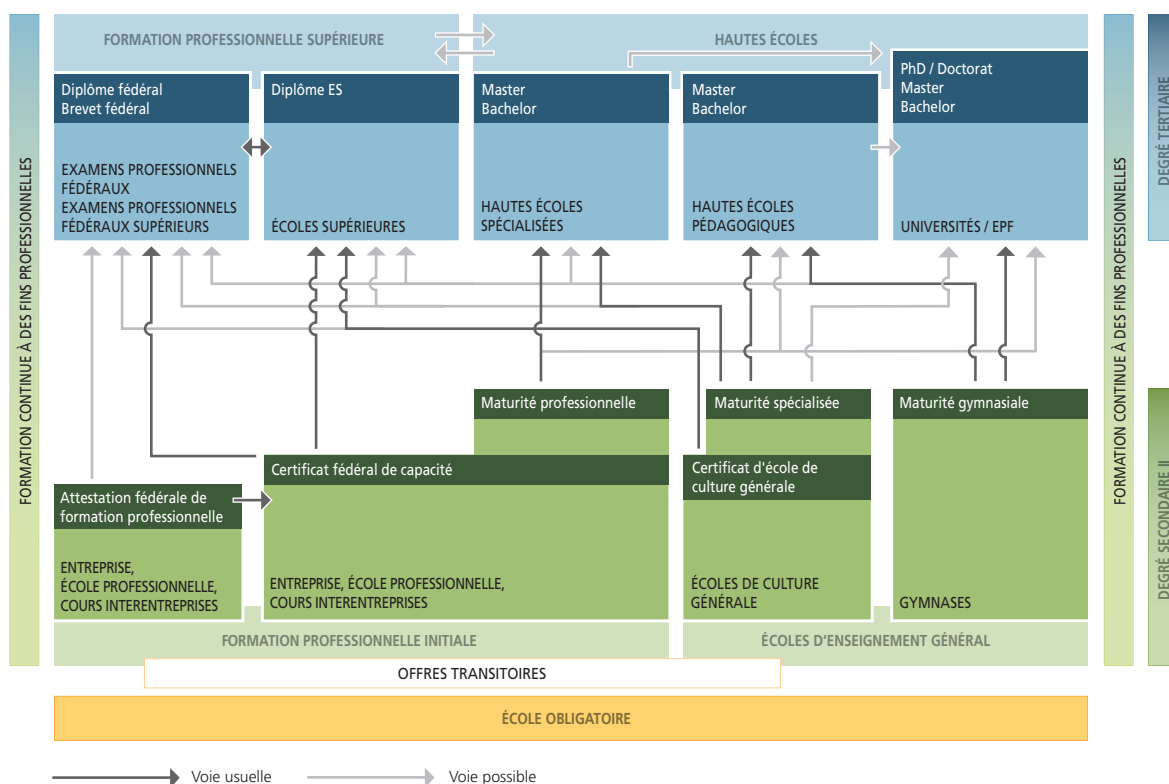 FORMATION PROFESSIONNELLE SUPÉRIEURE
HAUTES ÉCOLES
Diplôme fédéral
Brevet fédéral
Diplôme ES
Master
Bachelor
Master
Bachelor
PhD / Doctorat
Master
Bachelor
EXAMENS PROFESSIONNELS
FÉDÉRAUX
EXAMENS PROFESSIONNELS
FÉDÉRAUX SUPÉRIEURS
ÉCOLES SUPÉRIEURES
HAUTES ÉCOLES
SPÉCIALISÉES
HAUTES ÉCOLES
PÉDAGOGIQUES
UNIVERSITÉS / EPF
FORMATION CONTINUE À DES FINS PROFESSIONNELLES
FORMATION CONTINUE À DES FINS PROFESSIONNELLES
DEGRÉ TERTIAIRE
DEGRÉ SECONDAIRE II
Maturité professionnelle
Maturité spécialisée
Maturité gymnasiale
Certificat fédéral de capacité
Certificat d'école de
culture générale
Attestation fédérale de
formation professionnelle
ENTREPRISE,
ÉCOLE PROFESSIONNELLE,
COURS INTERENTREPRISES
ENTREPRISE, ÉCOLE PROFESSIONNELLE,
COURS INTERENTREPRISES
ÉCOLES DE CULTURE
GÉNÉRALE
GYMNASES
FORMATION PROFESSIONNELLE INITIALE
ÉCOLES D'ENSEIGNEMENT GÉNÉRAL
OFFRES TRANSITOIRES
ÉCOLE OBLIGATOIRE
Voie usuelle
Voie possible